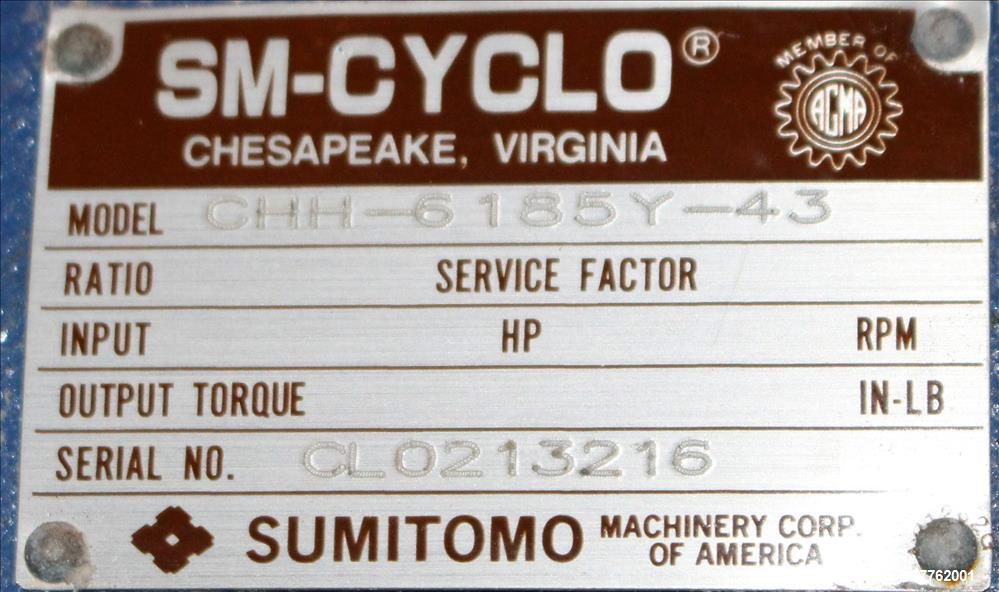 SM-CYCLO®
MEMBER OF
AGMA
CHESAPEAKE, VIRGINIA
MODEL CHH-6185Y-43
RATIO SERVICE FACTOR
INPUT HP RPM
OUTPUT TORQUE IN-LB
SERIAL NO. CL0213216
SUMITOMO MACHINERY CORP.
OF AMERICA
7762001